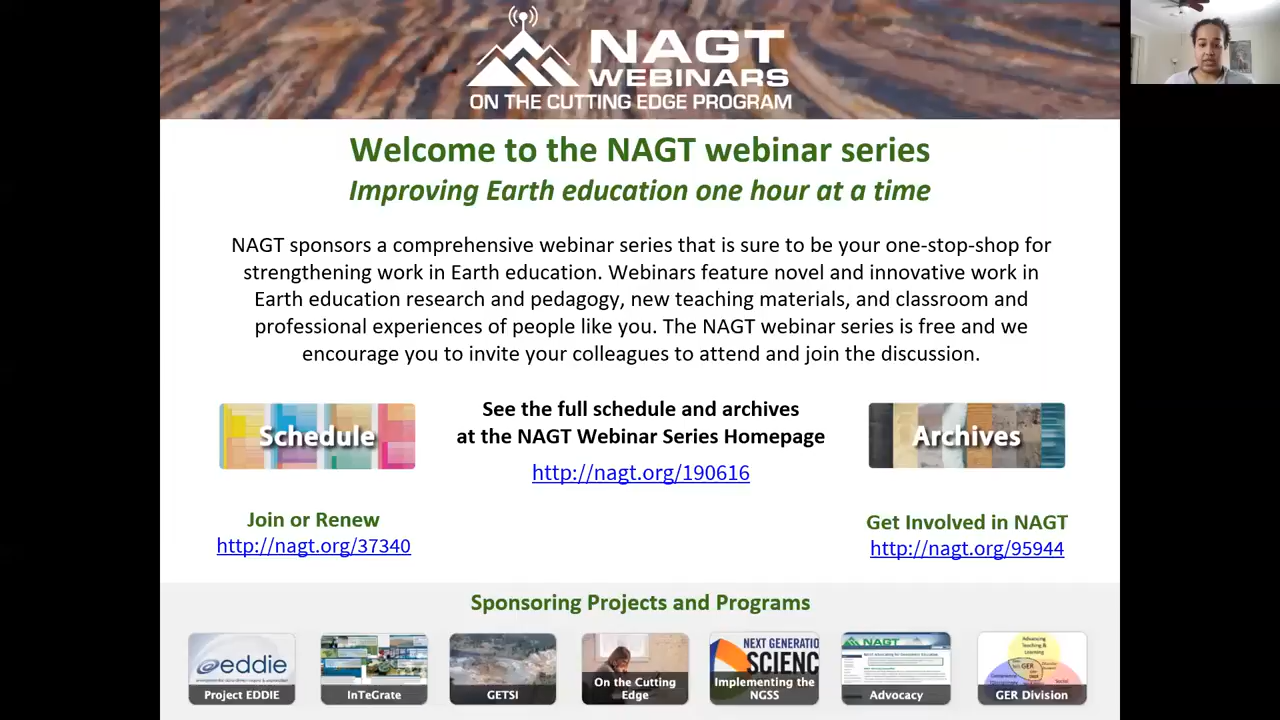 NAGT
WEBINARS
ON THE CUTTING EDGE PROGRAM
Welcome to the NAGT webinar series
Improving Earth education one hour at a time
NAGT sponsors a comprehensive webinar series that is sure to be your one-stop-shop for
strengthening work in Earth education. Webinars feature novel and innovative work in
Earth education research and pedagogy, new teaching materials, and classroom and
professional experiences of people like you. The NAGT webinar series is free and we
encourage you to invite your colleagues to attend and join the discussion.
Schedule
See the full schedule and archives
at the NAGT Webinar Series Homepage
http://nagt.org/190616
Archives
Join or Renew
http://nagt.org/37340
Get Involved in NAGT
http://nagt.org/95944
Sponsoring Projects and Programs
eddie
Project EDDIE
InTeGrate
GETSI
On the Cutting
Edge
NEXT GENERATIO
SCIENC
Implementing the
NGSS
NAGT
Advocacy
Advancing
Teaching &
Learning
GER
Social
GER Division